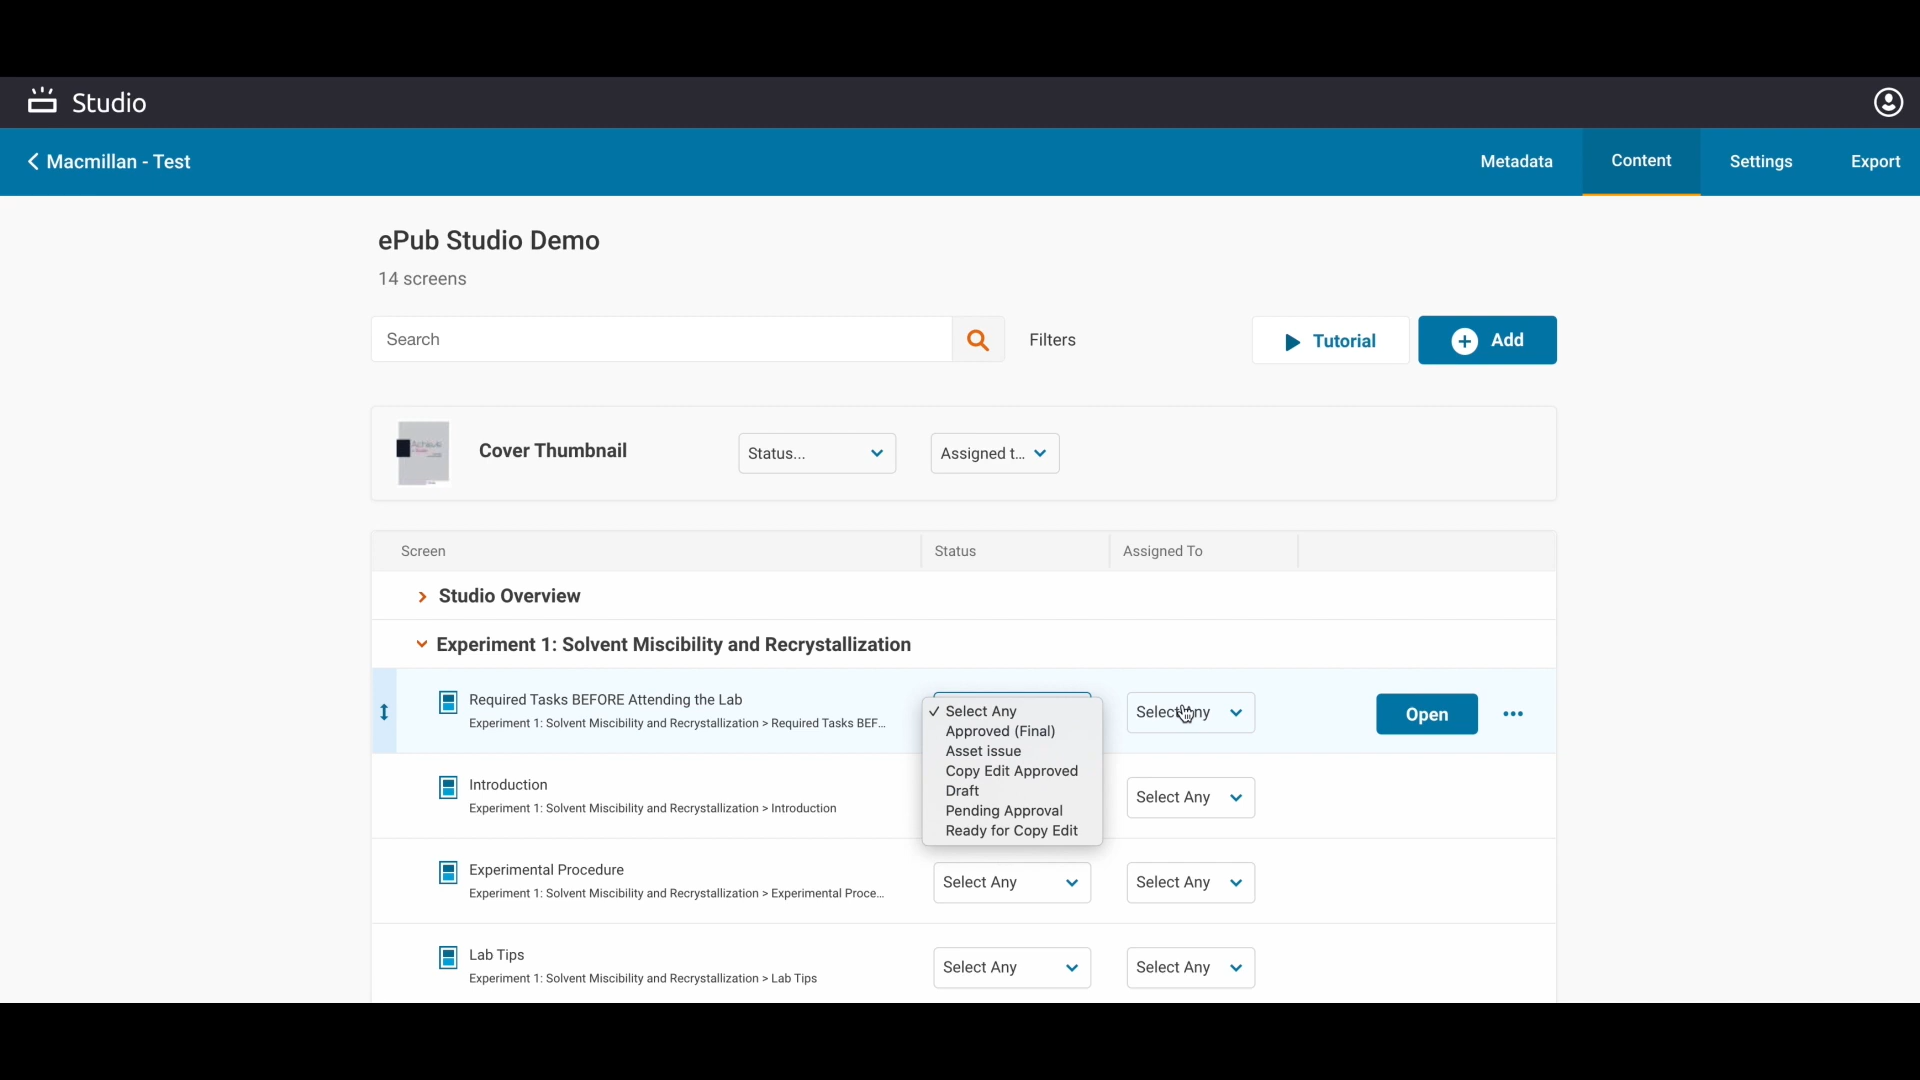 Studio
Macmillan - Test
Metadata
Content
Settings
Export
ePub Studio Demo
14 screens
Search
Filters
Tutorial
Add
Cover Thumbnail
Status...
Assigned t...
Screen
Status
Assigned To
Studio Overview
Experiment 1: Solvent Miscibility and Recrystallization
Required Tasks BEFORE Attending the Lab
Experiment 1: Solvent Miscibility and Recrystallization > Required Tasks BEF...
✓ Select Any
Approved (Final)
Asset issue
Copy Edit Approved
Draft
Pending Approval
Ready for Copy Edit
Select Any
Open
Introduction
Experiment 1: Solvent Miscibility and Recrystallization > Introduction
Select Any
Experimental Procedure
Experiment 1: Solvent Miscibility and Recrystallization > Experimental Proce...
Select Any
Select Any
Lab Tips
Experiment 1: Solvent Miscibility and Recrystallization > Lab Tips
Select Any
Select Any